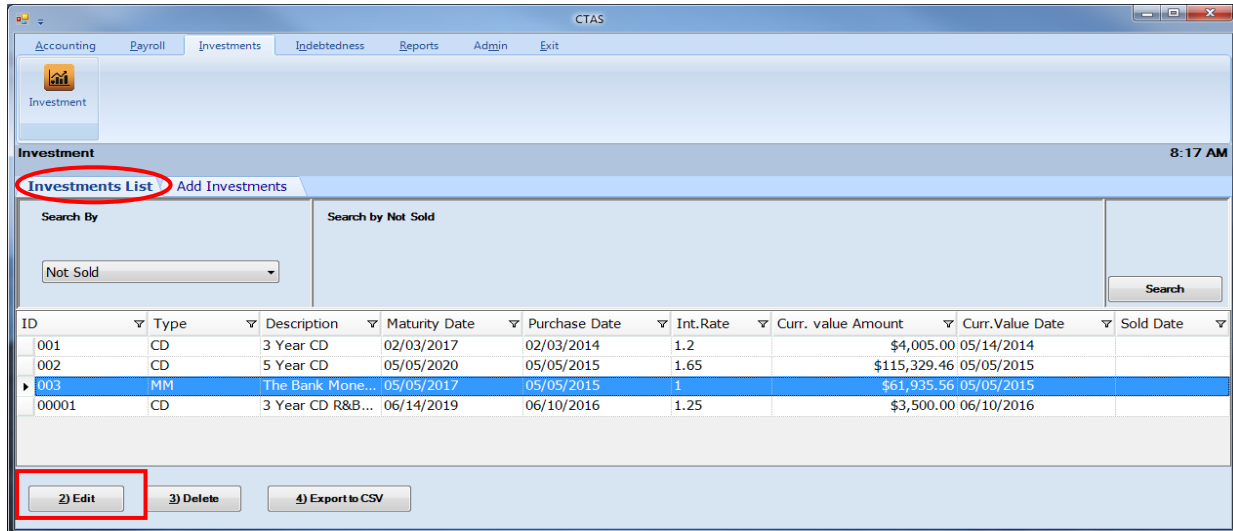 CTAS
Accounting Payroll Investments Indebtedness Reports Admin Exit
Investment
Investment 8:17 AM
Investments List Add Investments
Search By Search by Not Sold
Not Sold
Search
ID Type Description Maturity Date Purchase Date Int.Rate Curr. value Amount Curr.Value Date Sold Date
001 CD 3 Year CD 02/03/2017 02/03/2014 1.2 $4,005.00 05/14/2014
002 CD 5 Year CD 05/05/2020 05/05/2015 1.65 $115,329.46 05/05/2015
003 MM The Bank Mone... 05/05/2017 05/05/2015 1 $61,935.56 05/05/2015
00001 CD 3 Year CD R&B... 06/14/2019 06/10/2016 1.25 $3,500.00 06/10/2016
2) Edit 3) Delete 4) Export to CSV